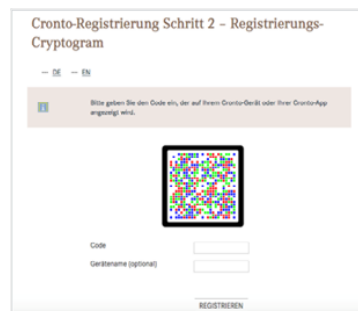 Cronto-Registrierung Schritt 2 – Registrierungs-
Cryptogram
— DE — EN
Bitte geben Sie den Code ein, der auf Ihrem Cronto-Gerät oder Ihrer Cronto-App
angezeigt wird.
Code
Gerätename (optional)
REGISTRIEREN